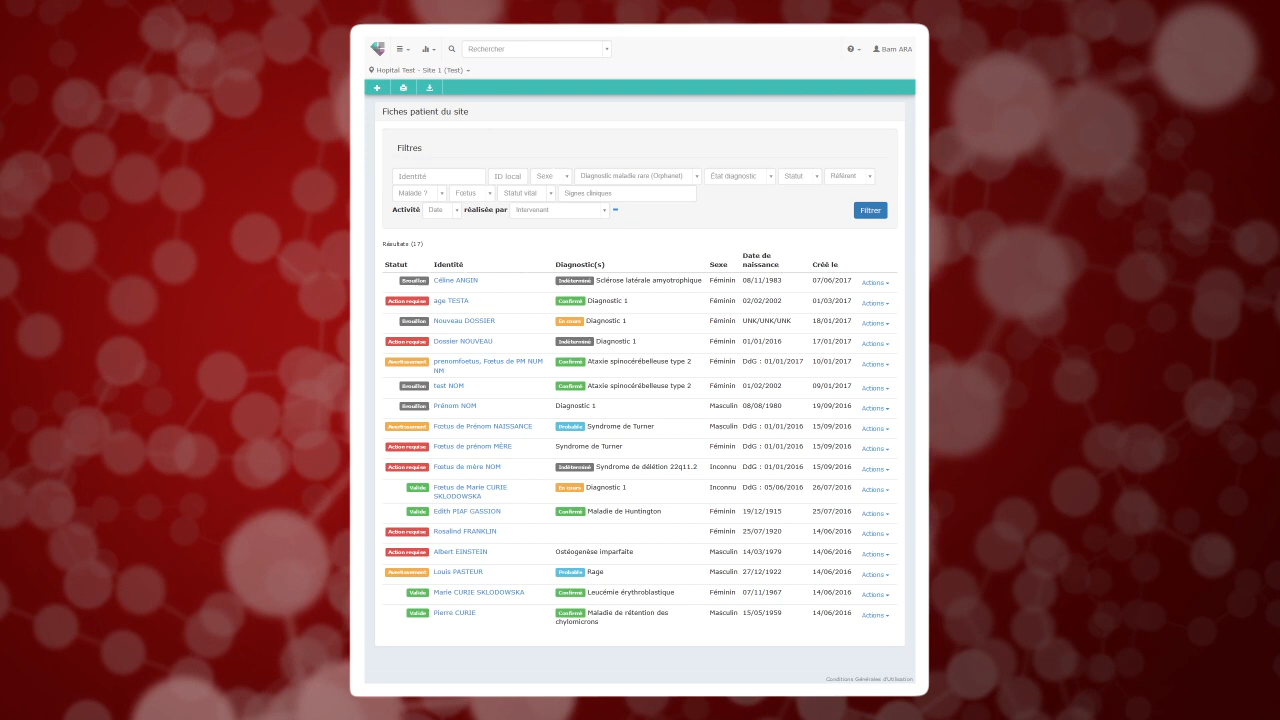 Rechercher
Bam ARA
Hopital Test - Site 1 (Test)
Fiches patient du site
Filtres
Identité ID local Sexe Diagnostic maladie rare (Orphanet) État diagnostic Statut Référent
Malade ? Fœtus Statut vital Signes cliniques
Activité Date réalisée par Intervenant
Filtrer
Résultats (17)
Statut Identité Diagnostic(s) Sexe Date de naissance Créé le
Brouillon Céline ANGIN Indéterminé Sclérose latérale amyotrophique Féminin 08/11/1983 07/06/2017 Actions
Action requise age TESTA Confirmé Diagnostic 1 Féminin 02/02/2002 01/03/2017 Actions
Brouillon Nouveau DOSSIER En cours Diagnostic 1 Féminin UNK/UNK/UNK 18/01/2017 Actions
Action requise Dossier NOUVEAU Indéterminé Diagnostic 1 Féminin 01/01/2016 17/01/2017 Actions
Avertissement prenomfoetus, Fœtus de PM NUM NM Confirmé Ataxie spinocérébelleuse type 2 Féminin DdG : 01/01/2017 10/01/2017 Actions
Brouillon test NOM Confirmé Ataxie spinocérébelleuse type 2 Féminin 01/02/2002 09/01/2017 Actions
Brouillon Prénom NOM Diagnostic 1 Masculin 08/08/1980 19/09/2016 Actions
Avertissement Fœtus de Prénom NAISSANCE Probable Syndrome de Turner Masculin DdG : 01/01/2016 15/09/2016 Actions
Action requise Fœtus de prénom MÈRE Syndrome de Turner Féminin DdG : 01/01/2016 15/09/2016 Actions
Action requise Fœtus de mère NOM Indéterminé Syndrome de délétion 22q11.2 Inconnu DdG : 01/01/2016 15/09/2016 Actions
Valide Fœtus de Marie CURIE SKLODOWSKA En cours Diagnostic 1 Inconnu DdG : 05/06/2016 26/07/2016 Actions
Valide Edith PIAF GASSION Confirmé Maladie de Huntington Féminin 19/12/1915 25/07/2016 Actions
Action requise Rosalind FRANKLIN Féminin 25/07/1920 14/06/2016 Actions
Action requise Albert EINSTEIN Ostéogenèse imparfaite Masculin 14/03/1979 14/06/2016 Actions
Avertissement Louis PASTEUR Probable Rage Masculin 27/12/1922 14/06/2016 Actions
Valide Marie CURIE SKLODOWSKA Confirmé Leucémie érythroblastique Féminin 07/11/1967 14/06/2016 Actions
Valide Pierre CURIE Confirmé Maladie de rétention des chylomicrons Masculin 15/05/1959 14/06/2016 Actions
Conditions Générales d'Utilisation